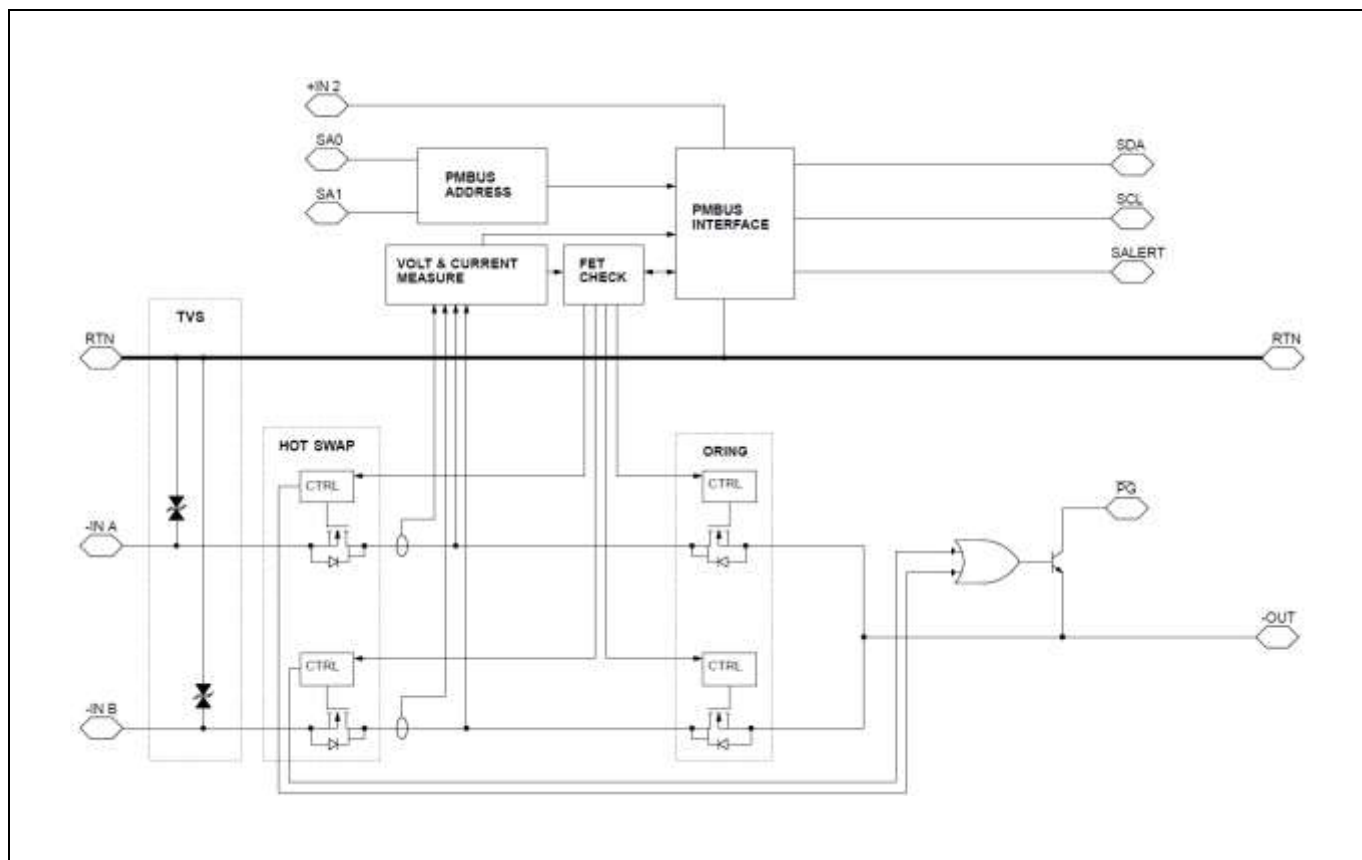 +IN 2
SA0
SA1
PMBUS
ADDRESS
PMBUS
INTERFACE
SDA
SCL
SALERT
VOLT & CURRENT
MEASURE
FET
CHECK
TVS
RTN
RTN
HOT SWAP
ORING
CTRL
CTRL
PG
-IN A
-OUT
CTRL
CTRL
-IN B